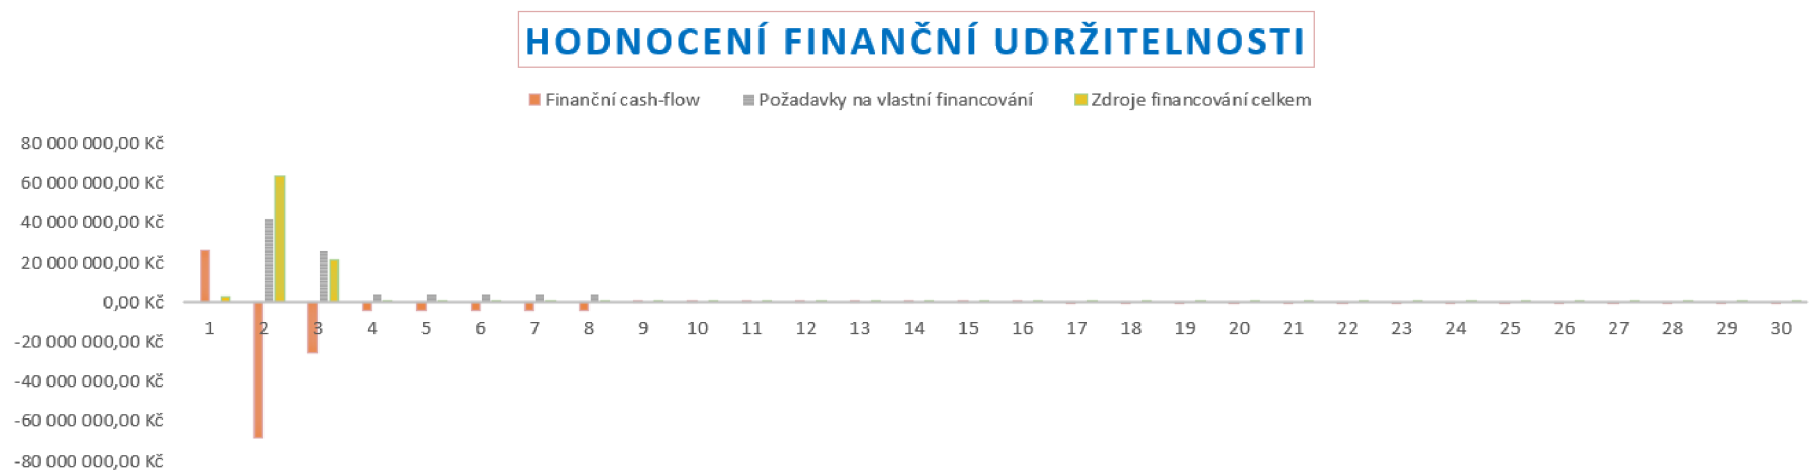 HODNOCENÍ FINANČNÍ UDRŽITELNOSTI
Finanční cash-flow Požadavky na vlastní financování Zdroje financování celkem
80 000 000,00 Kč
60 000 000,00 Kč
40 000 000,00 Kč
20 000 000,00 Kč
0,00 Kč
1 2 3 4 5 6 7 8 9 10 11 12 13 14 15 16 17 18 19 20 21 22 23 24 25 26 27 28 29 30
-20 000 000,00 Kč
-40 000 000,00 Kč
-60 000 000,00 Kč
-80 000 000,00 Kč